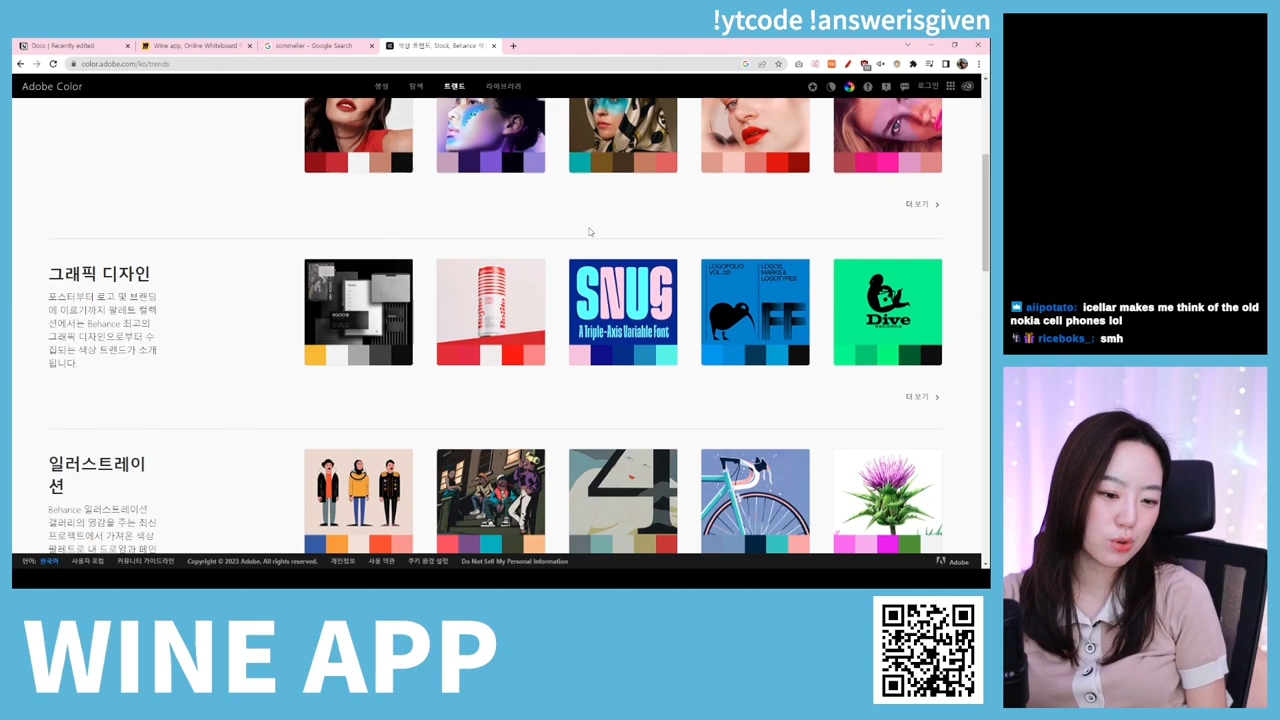 !ytcode !answerisgiven
Docs | Recently edited
Wine app, Online Whiteboard
sommelier - Google Search
색상 트렌드, Stock, Behance
color.adobe.com/ko/trends
Adobe Color
생성
탐색
트렌드
라이브러리
로그인
더 보기
그래픽 디자인
포스터부터 로고 및 브랜딩
에 이르기까지 팔레트 컬렉
션에서는 Behance 최고의
그래픽 디자인으로부터 수
집되는 색상 트렌드가 소개
됩니다.
SNUG
A Triple-Axis Variable Font
LOGOFOLIO
VOL.03
LOGOS,
MARKS &
LOGOTYPES
FF
Dive
더 보기
일러스트레이
션
Behance 일러스트레이션
갤러리의 영감을 주는 최신
프로젝트에서 가져온 색상
팔레트로 내 드로잉과 페인
4
언어: 한국어
사용자 포럼
커뮤니티 가이드라인
Copyright © 2023 Adobe. All rights reserved.
개인정보
사용 약관
쿠키 환경 설정
Do Not Sell My Personal Information
Adobe
aiipotato: icellar makes me think of the old
nokia cell phones lol
riceboks_: smh
WINE APP